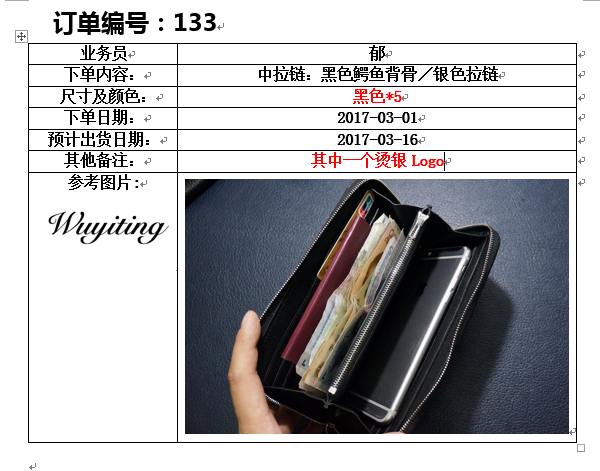 订单编号：133
业务员 郁
下单内容： 中拉链：黑色鳄鱼背骨／银色拉链
尺寸及颜色： 黑色*5
下单日期： 2017-03-01
预计出货日期： 2017-03-16
其他备注： 其中一个烫银 Logo
参考图片:
Wuyiting